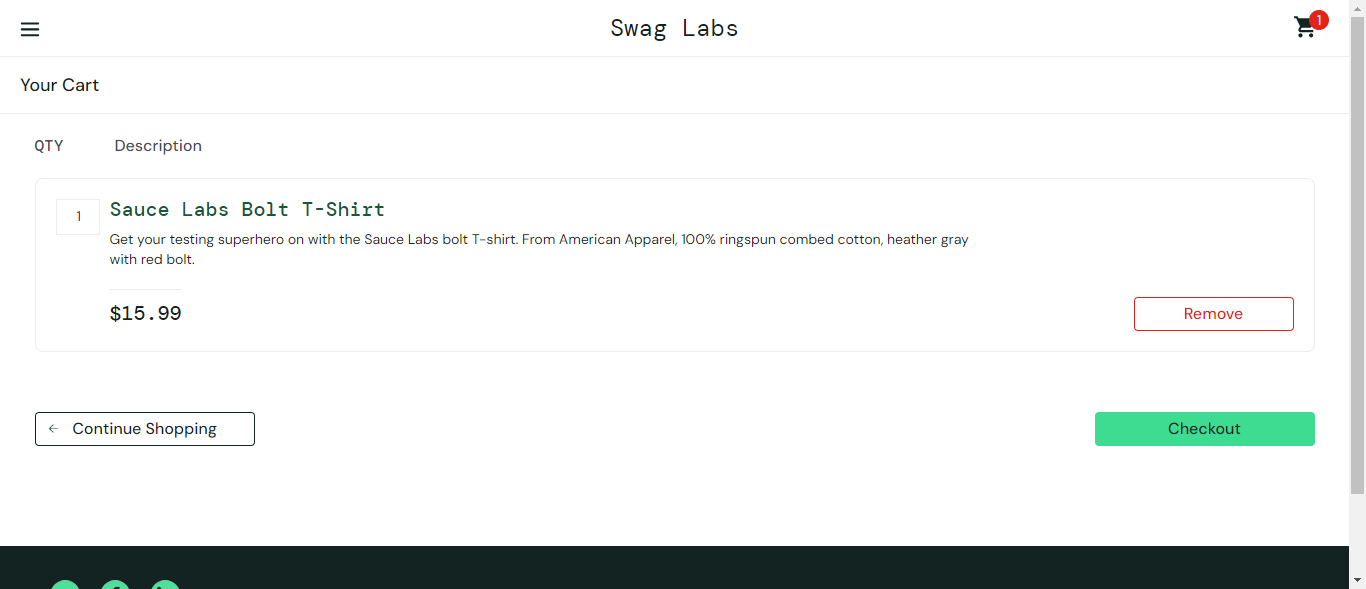 Swag Labs
1
Your Cart
QTY Description
1
Sauce Labs Bolt T-Shirt
Get your testing superhero on with the Sauce Labs bolt T-shirt. From American Apparel, 100% ringspun combed cotton, heather gray
with red bolt.
$15.99
Remove
Continue Shopping
Checkout